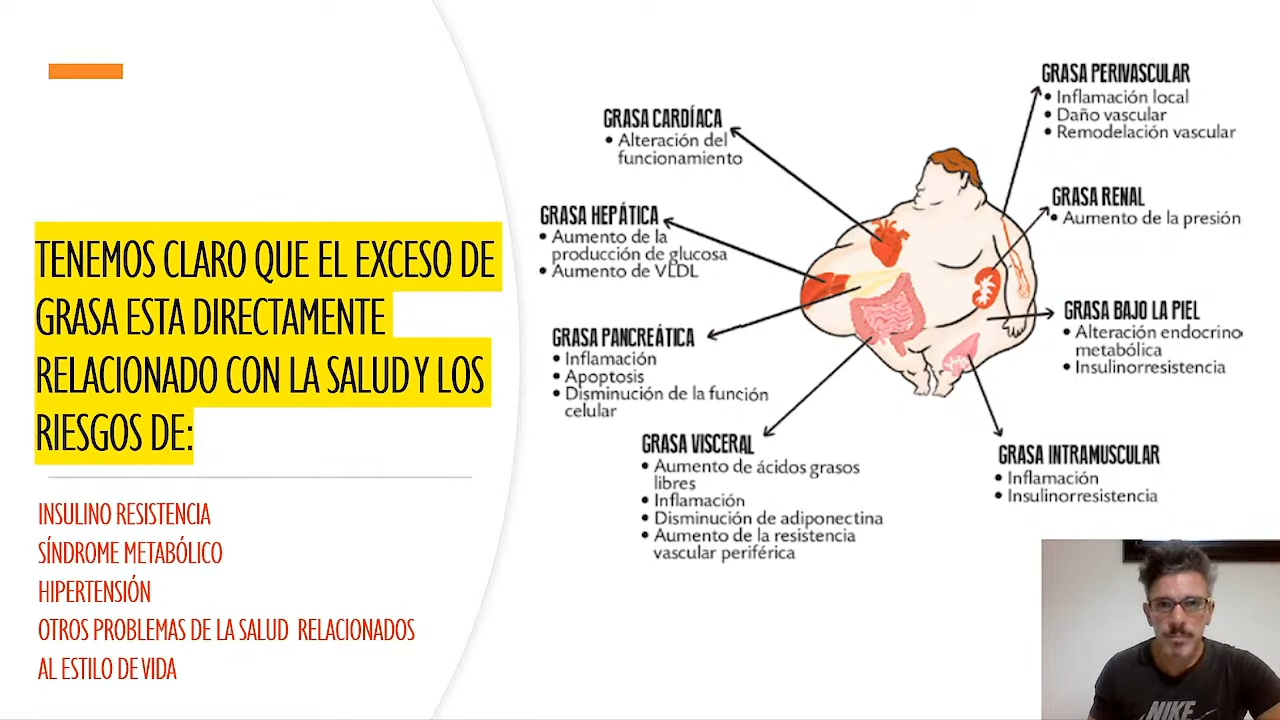 TENEMOS CLARO QUE EL EXCESO DE
GRASA ESTA DIRECTAMENTE
RELACIONADO CON LA SALUD Y LOS
RIESGOS DE:
INSULINO RESISTENCIA
SÍNDROME METABÓLICO
HIPERTENSIÓN
OTROS PROBLEMAS DE LA SALUD RELACIONADOS
AL ESTILO DE VIDA
GRASA CARDÍACA
• Alteración del
funcionamiento
GRASA HEPÁTICA
• Aumento de la
producción de glucosa
• Aumento de VLDL
GRASA PANCREÁTICA
• Inflamación
• Apoptosis
• Disminución de la función
celular
GRASA VISCERAL
• Aumento de ácidos grasos
libres
• Inflamación
• Disminución de adiponectina
• Aumento de la resistencia
vascular periférica
GRASA PERIVASCULAR
• Inflamación local
• Daño vascular
• Remodelación vascular
GRASA RENAL
• Aumento de la presión
GRASA BAJO LA PIEL
• Alteración endocrino
metabólica
• Insulinorresistencia
GRASA INTRAMUSCULAR
• Inflamación
• Insulinorresistencia
NIKE